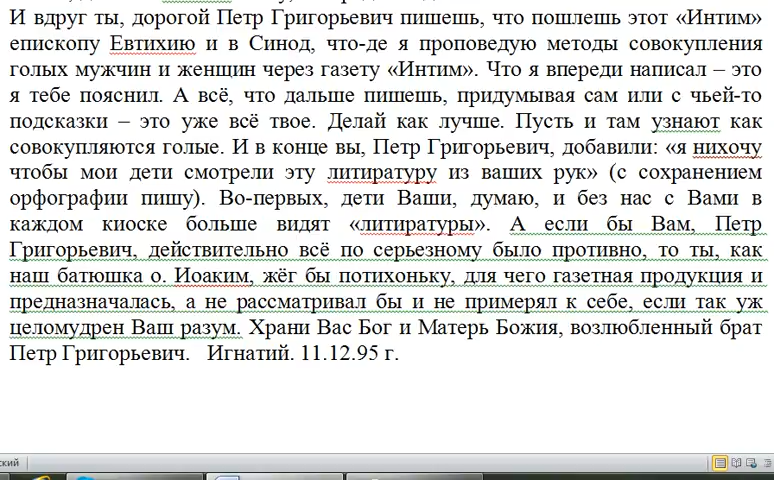 И вдруг ты, дорогой Петр Григорьевич пишешь, что пошлешь этот «Интим»
епископу Евтихию и в Синод, что-де я проповедую методы совокупления
голых мужчин и женщин через газету «Интим». Что я впереди написал – это
я тебе пояснил. А всё, что дальше пишешь, придумывая сам или с чьей-то
подсказки – это уже всё твое. Делай как лучше. Пусть и там узнают как
совокупляются голые. И в конце вы, Петр Григорьевич, добавили: «я нихочу
чтобы мои дети смотрели эту литиратуру из ваших рук» (с сохранением
орфографии пишу). Во-первых, дети Ваши, думаю, и без нас с Вами в
каждом киоске больше видят «литиратуры». А если бы Вам, Петр
Григорьевич, действительно всё по серьезному было противно, то ты, как
наш батюшка о. Иоаким, жёг бы потихоньку, для чего газетная продукция и
предназначалась, а не рассматривал бы и не примерял к себе, если так уж
целомудрен Ваш разум. Храни Вас Бог и Матерь Божия, возлюбленный брат
Петр Григорьевич. Игнатий. 11.12.95 г.
ский